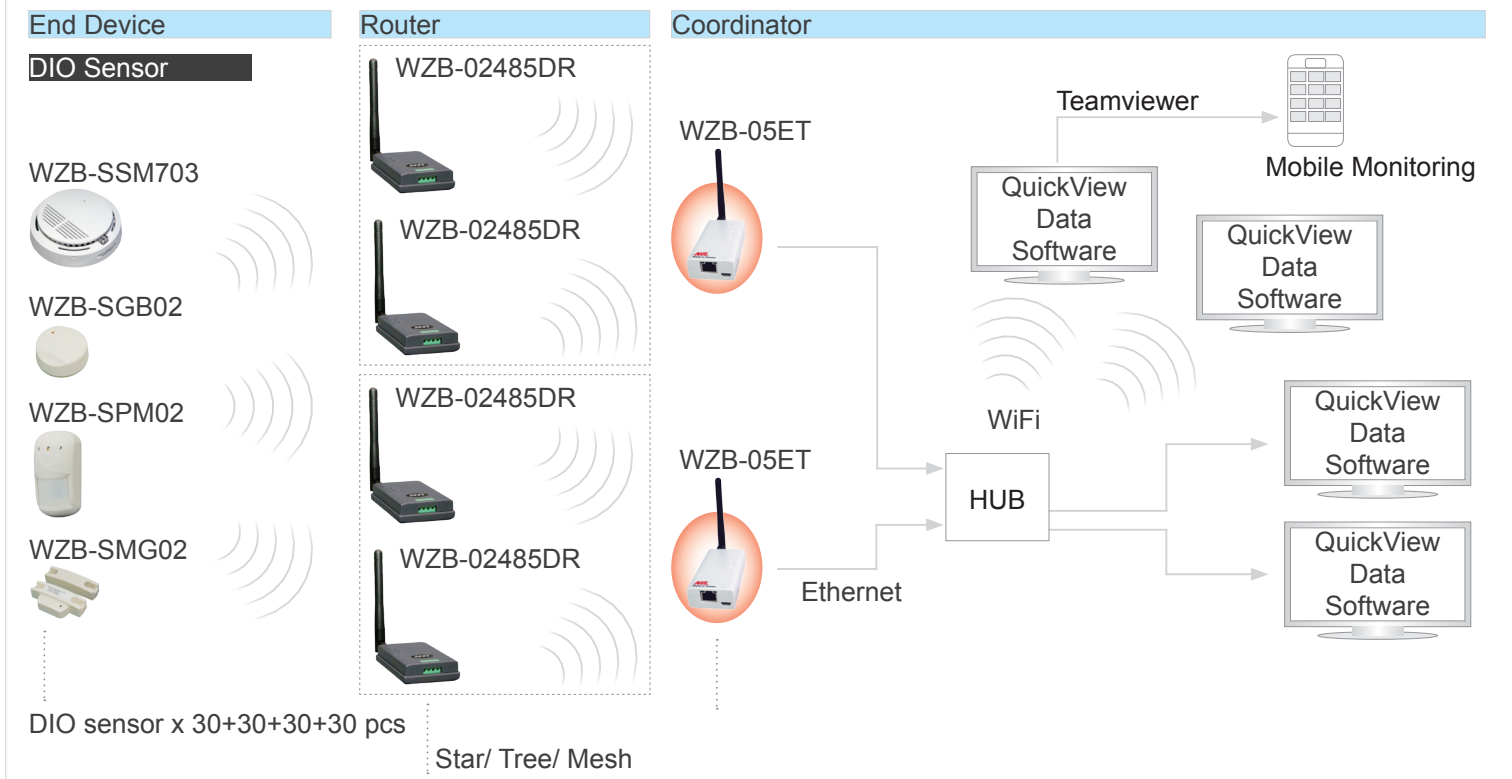 End Device
Router
Coordinator
DIO Sensor
WZB-SSM703
WZB-SGB02
WZB-SPM02
WZB-SMG02
DIO sensor x 30+30+30+30 pcs
WZB-02485DR
WZB-02485DR
WZB-02485DR
WZB-02485DR
Star/ Tree/ Mesh
WZB-05ET
WZB-05ET
Ethernet
HUB
WiFi
Teamviewer
Mobile Monitoring
QuickView
Data
Software
QuickView
Data
Software
QuickView
Data
Software
QuickView
Data
Software